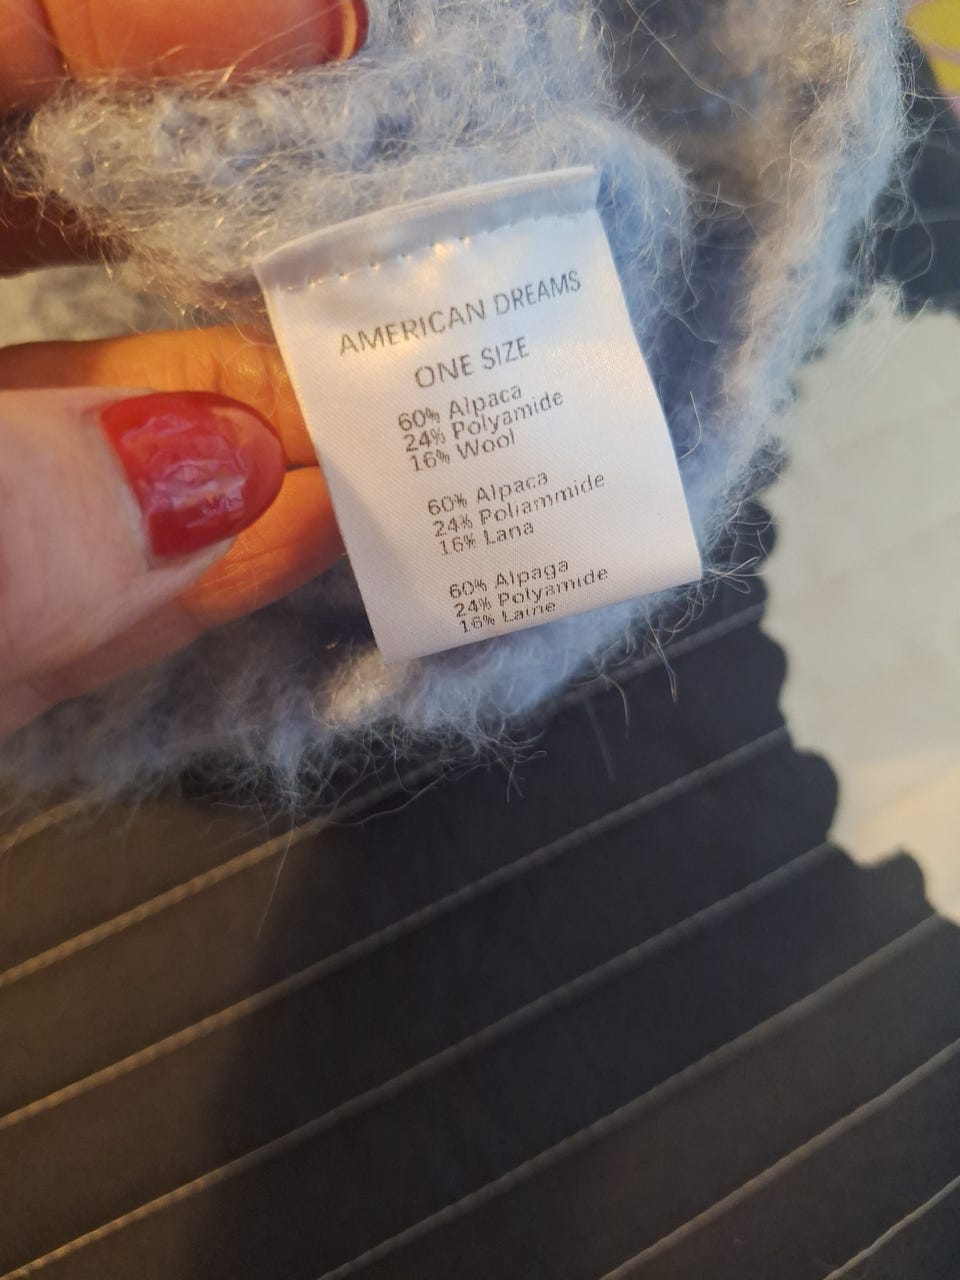 AMERICAN DREAMS
ONE SIZE
60% Alpaca
24% Polyamide
16% Wool
60% Alpaca
24% Poliammide
16% Lana
60% Alpaga
24% Polyamide
16% Laine